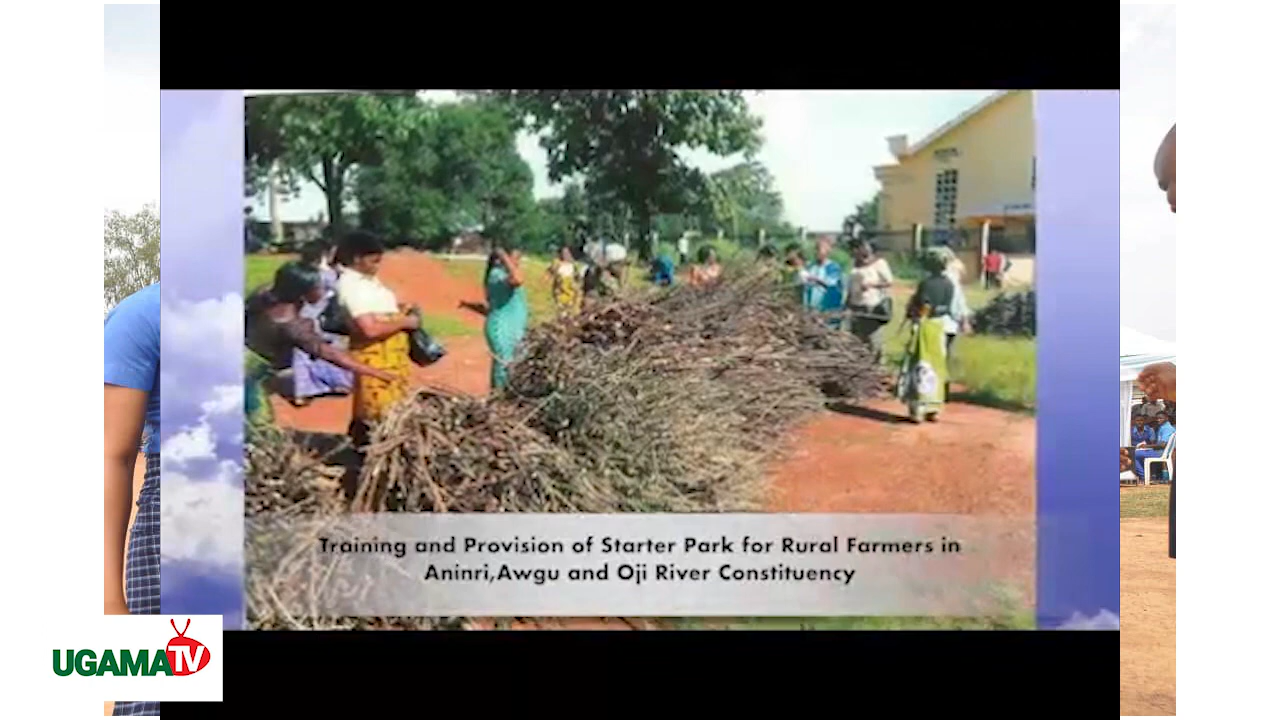 Training and Provision of Starter Park for Rural Farmers in
Aninri,Awgu and Oji River Constituency
UGAMATV